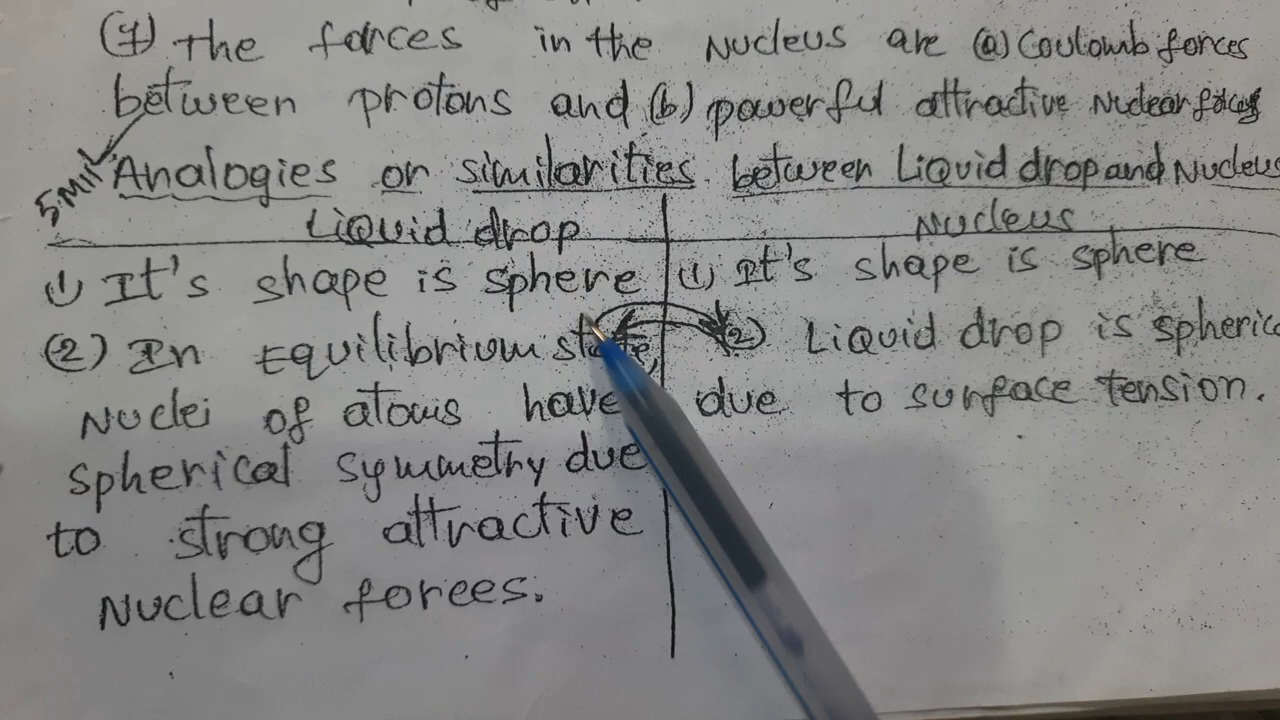 (4) The forces in the Nucleus are (a) Coulomb forces
between protons and (b) powerful attractive Nuclear forces
5M Analogies or similarities between Liquid drop and Nucleus
Liquid drop
(1) It's shape is sphere
(2) In Equilibrium state,
Nuclei of atoms have
spherical symmetry due
to strong attractive
Nuclear forces.
Nucleus
(1) It's shape is sphere
(2) Liquid drop is spheric
due to surface tension.